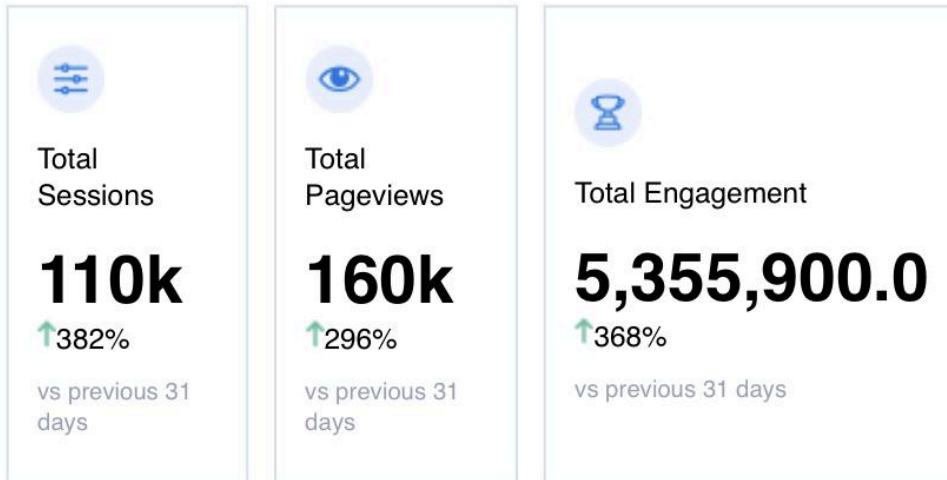 Total
Sessions
110k
↑382%
vs previous 31
days
Total
Pageviews
160k
↑296%
vs previous 31
days
Total Engagement
5,355,900.0
↑368%
vs previous 31 days